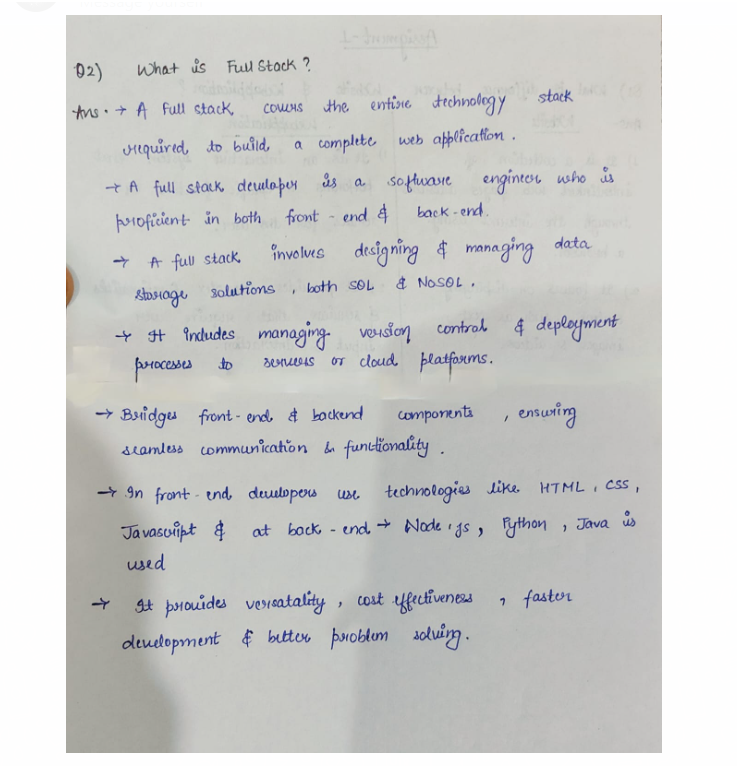 Q2) What is Full Stack?
Ans. → A Full stack covers the entire technology stack
required to build a complete web application.
→ A full stack developer is a software engineer who is
proficient in both front-end & back-end.
→ A full stack involves designing & managing data
storage solutions, both SQL & NoSQL.
→ It includes managing version control & deployment
processes to servers or cloud platforms.
→ Bridges front-end & backend components, ensuring
seamless communication & functionality.
→ In front-end developers use technologies like HTML, CSS,
Javascript & at back-end → Node.js, Python, Java is
used
→ It provides versatality, cost effectiveness, faster
development & better problem solving.